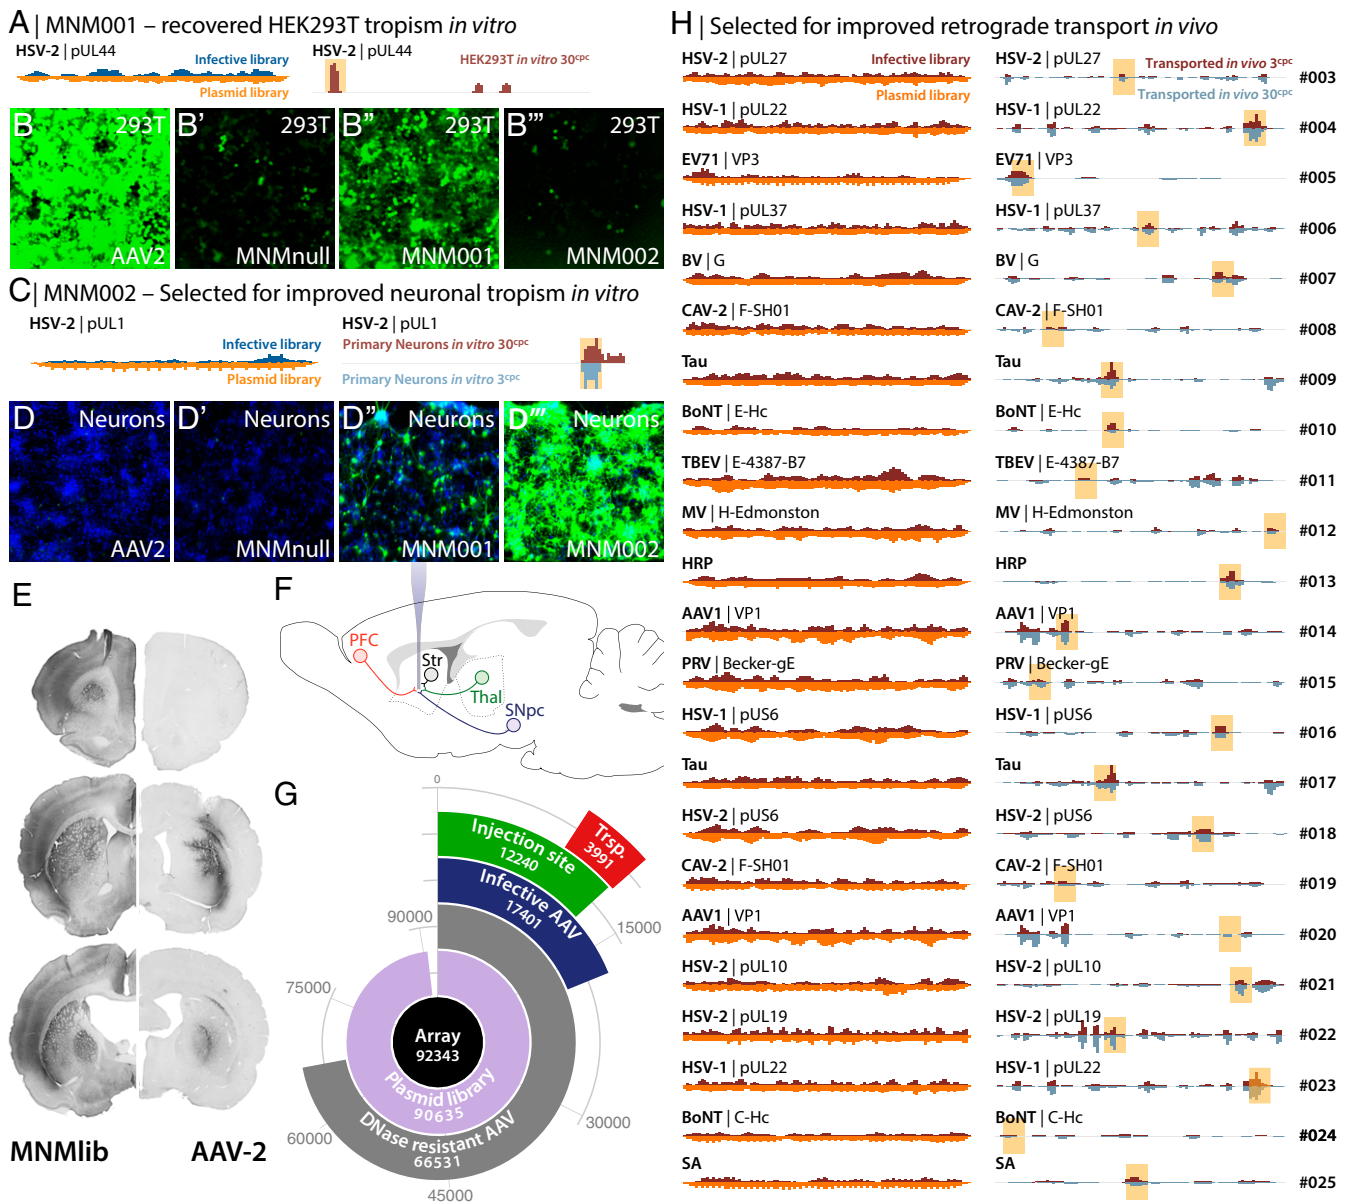 A | MNM001 – recovered HEK293T tropism in vitro
HSV-2 | pUL44
Infective library
Plasmid library
HSV-2 | pUL44
HEK293T in vitro 30cpc
B 293T
AAV2
B' 293T
MNMnull
B'' 293T
MNM001
B''' 293T
MNM002
C | MNM002 – Selected for improved neuronal tropism in vitro
HSV-2 | pUL1
Infective library
Plasmid library
HSV-2 | pUL1
Primary Neurons in vitro 30cpc
Primary Neurons in vitro 3cpc
D Neurons
AAV2
D' Neurons
MNMnull
D'' Neurons
MNM001
D''' Neurons
MNM002
E
MNMlib AAV-2
F
PFC
Str
Thal
SNpc
G
0
15000
30000
45000
60000
75000
90000
Trsp.
3991
Injection site
12240
Infective AAV
17401
Array
92343
Plasmid library
90635
DNase resistant AAV
66531
H | Selected for improved retrograde transport in vivo
HSV-2 | pUL27 Infective library HSV-2 | pUL27 Transported in vivo 3cpc #003
Plasmid library Transported in vivo 30cpc
HSV-1 | pUL22 HSV-1 | pUL22 #004
EV71 | VP3 EV71 | VP3 #005
HSV-1 | pUL37 HSV-1 | pUL37 #006
BV | G BV | G #007
CAV-2 | F-SH01 CAV-2 | F-SH01 #008
Tau Tau #009
BoNT | E-Hc BoNT | E-Hc #010
TBEV | E-4387-B7 TBEV | E-4387-B7 #011
MV | H-Edmonston MV | H-Edmonston #012
HRP HRP #013
AAV1 | VP1 AAV1 | VP1 #014
PRV | Becker-gE PRV | Becker-gE #015
HSV-1 | pUS6 HSV-1 | pUS6 #016
Tau Tau #017
HSV-2 | pUS6 HSV-2 | pUS6 #018
CAV-2 | F-SH01 CAV-2 | F-SH01 #019
AAV1 | VP1 AAV1 | VP1 #020
HSV-2 | pUL10 HSV-2 | pUL10 #021
HSV-2 | pUL19 HSV-2 | pUL19 #022
HSV-1 | pUL22 HSV-1 | pUL22 #023
BoNT | C-Hc BoNT | C-Hc #024
SA SA #025